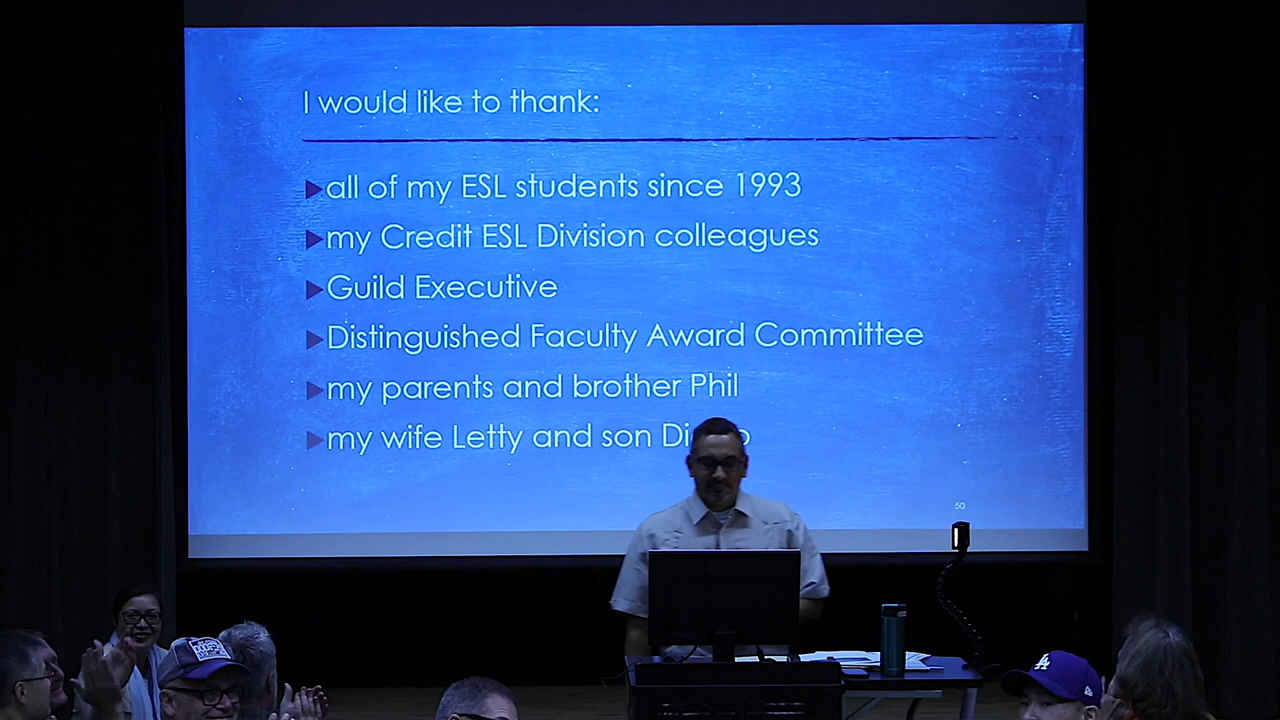 I would like to thank:
all of my ESL students since 1993
my Credit ESL Division colleagues
Guild Executive
Distinguished Faculty Award Committee
my parents and brother Phil
my wife Letty and son
50
LA